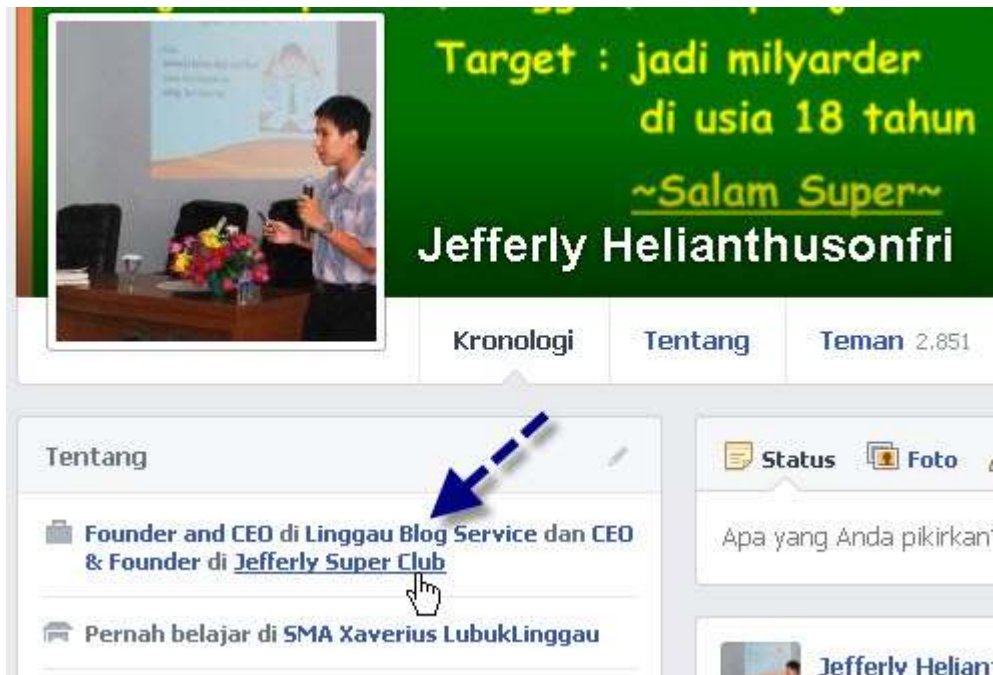 Target : jadi milyarder
di usia 18 tahun
~Salam Super~
Jefferly Helianthusonfri
Kronologi Tentang Teman 2.851
Tentang
Status Foto
Founder and CEO di Linggau Blog Service dan CEO
& Founder di Jefferly Super Club
Apa yang Anda pikirkan
Pernah belajar di SMA Xaverius LubukLinggau
Jefferly Helian